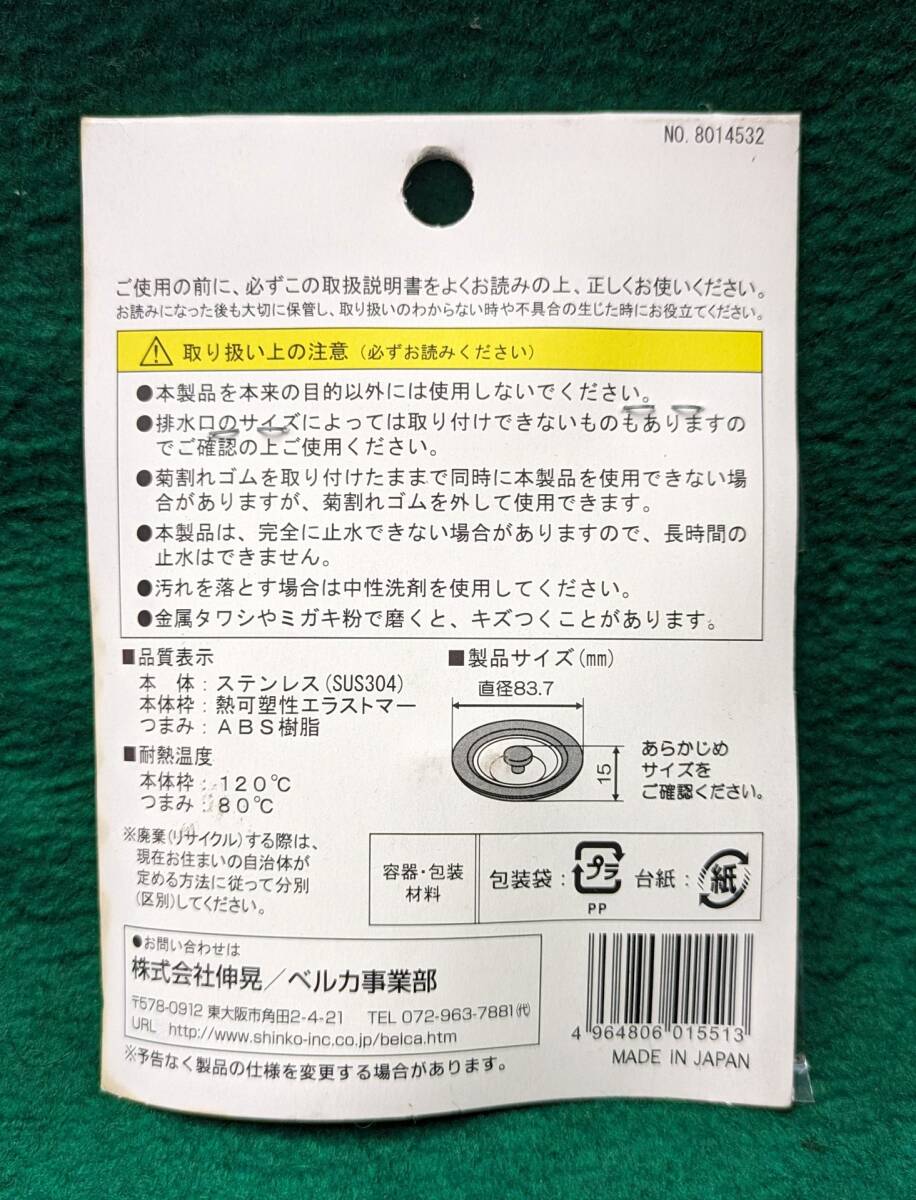 NO. 8014532
ご使用の前に、必ずこの取扱説明書をよくお読みの上、正しくお使いください。
お読みになった後も大切に保管し、取り扱いのわからない時や不具合の生じた時にお役立てください。
取り扱い上の注意（必ずお読みください）
●本製品を本来の目的以外には使用しないでください。
●排水口のサイズによっては取り付けできないものもありますの
でご確認の上ご使用ください。
●菊割れゴムを取り付けたままで同時に本製品を使用できない場
合がありますが、菊割れゴムを外して使用できます。
●本製品は、完全に止水できない場合がありますので、長時間の
止水はできません。
●汚れを落とす場合は中性洗剤を使用してください。
●金属タワシやミガキ粉で磨くと、キズつくことがあります。
■品質表示
本　体：ステンレス(SUS304)
本体枠：熱可塑性エラストマー
つまみ：ＡＢＳ樹脂
■耐熱温度
本体枠：１２０℃
つまみ：８０℃
■製品サイズ(mm)
直径83.7
15
あらかじめ
サイズを
ご確認ください。
※廃棄(リサイクル)する際は、
現在お住まいの自治体が
定める方法に従って分別
(区別)してください。
容器・包装
材料
包装袋：
プラ
PP
台紙：
紙
●お問い合わせは
株式会社伸晃／ベルカ事業部
〒578-0912 東大阪市角田2-4-21　TEL 072-963-7881㈹
URL　http://www.shinko-inc.co.jp/belca.htm
※予告なく製品の仕様を変更する場合があります。
4 964806 015513
MADE IN JAPAN